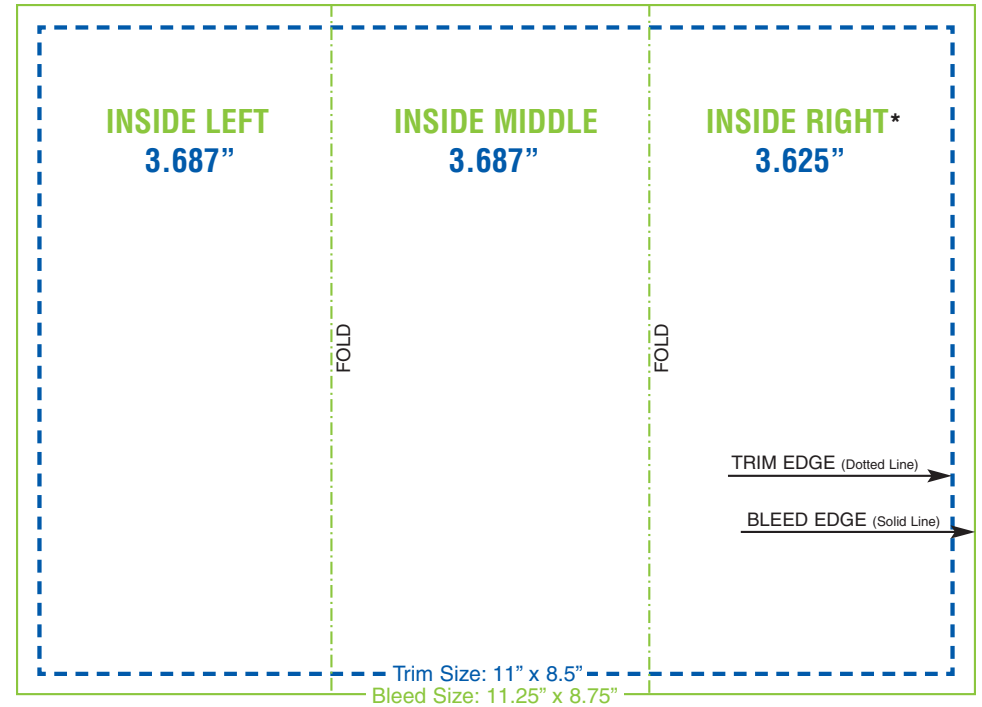 INSIDE LEFT
3.687”
INSIDE MIDDLE
3.687”
INSIDE RIGHT*
3.625”
FOLD
FOLD
TRIM EDGE (Dotted Line)
BLEED EDGE (Solid Line)
Trim Size: 11” x 8.5”
Bleed Size: 11.25” x 8.75”